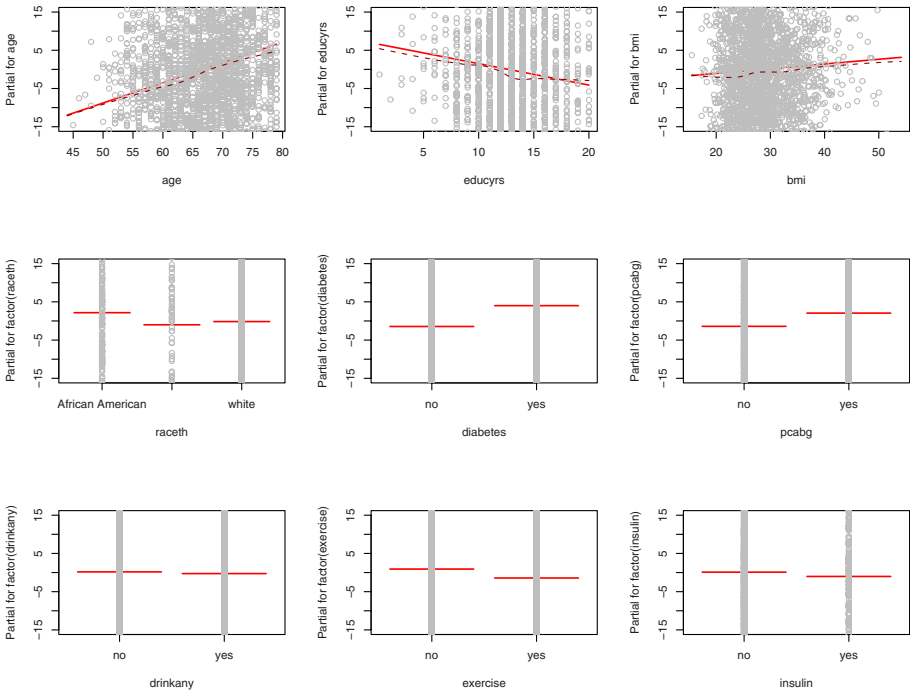 Partial for age
15
5
−5
−15
45 50 55 60 65 70 75 80
age
Partial for educyrs
15
5
−5
−15
5 10 15 20
educyrs
Partial for bmi
15
5
−5
−15
20 30 40 50
bmi
Partial for factor(raceth)
15
5
−5
−15
African American white
raceth
Partial for factor(diabetes)
15
5
−5
−15
no yes
diabetes
Partial for factor(pcabg)
15
5
−5
−15
no yes
pcabg
Partial for factor(drinkany)
15
5
−5
−15
no yes
drinkany
Partial for factor(exercise)
15
5
−5
−15
no yes
exercise
Partial for factor(insulin)
15
5
−5
−15
no yes
insulin